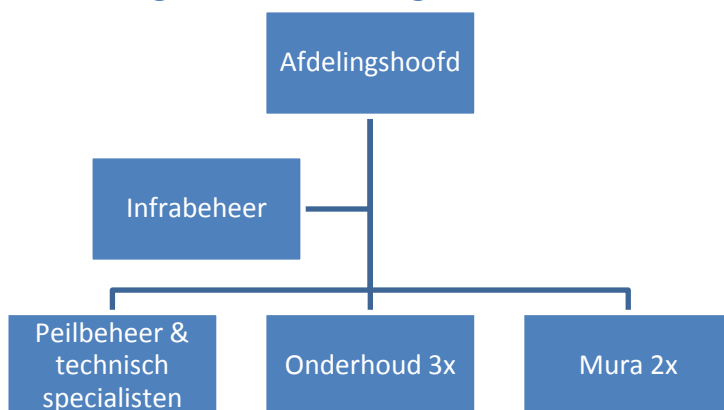 Afdelingshoofd
Infrabeheer
Peilbeheer &
technisch
specialisten
Onderhoud 3x
Mura 2x